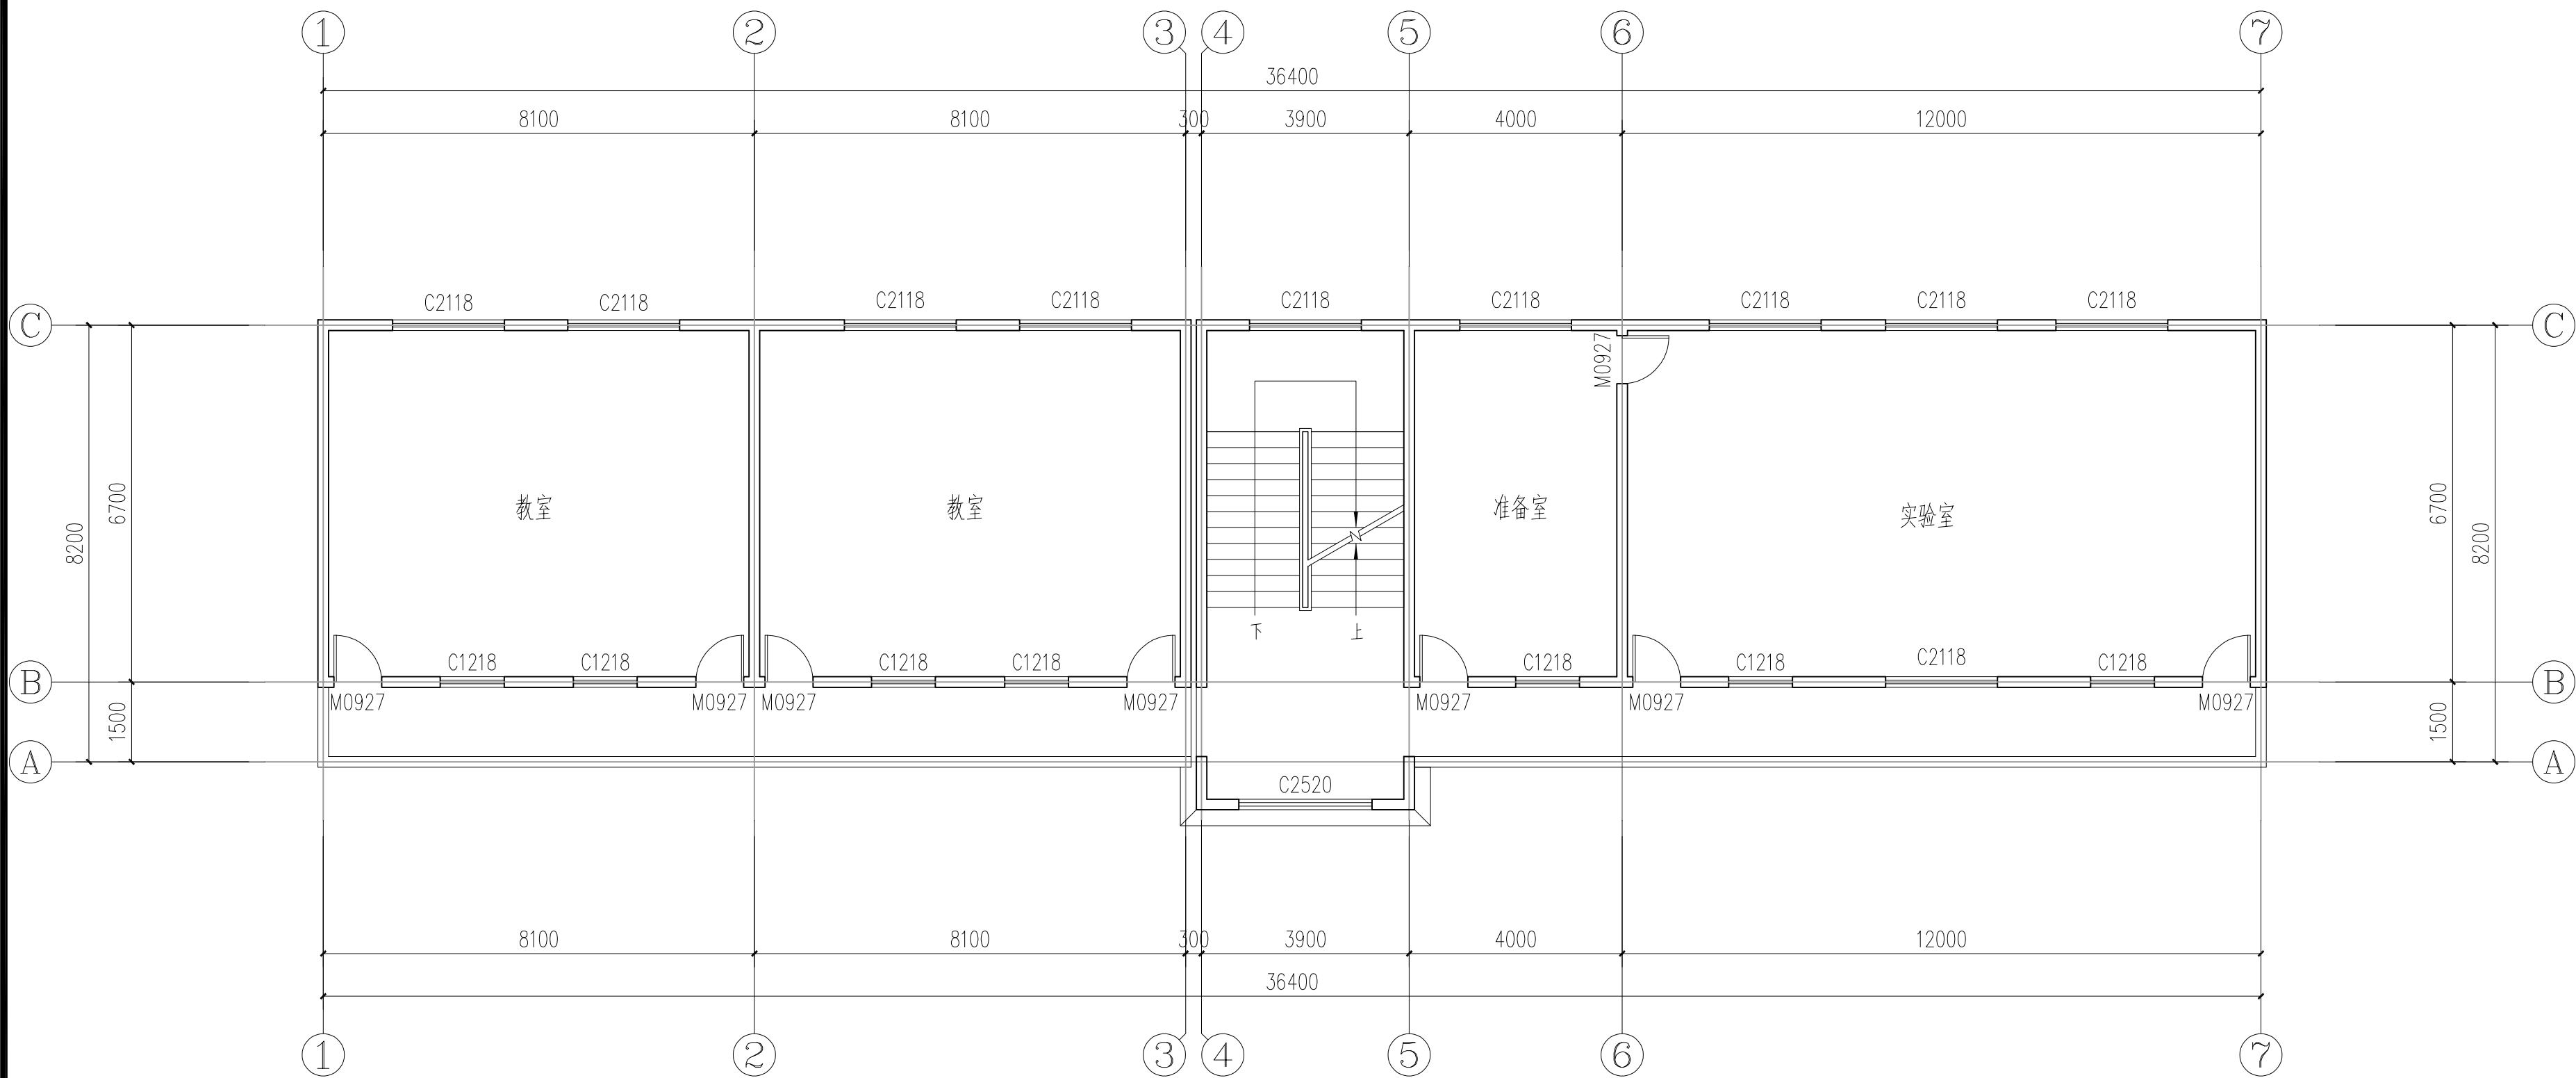 1 2 3 4 5 6 7
36400
8100 8100 300 3900 4000 12000
C2118 C2118 C2118 C2118 C2118 C2118 C2118 C2118 C2118
C C
M0927
6700 8200 6700 8200
教室 教室 准备室 实验室
下 上
C1218 C1218 C1218 C1218 C1218 C1218 C2118 C1218
B B
M0927 M0927 M0927 M0927 M0927 M0927 M0927
1500 1500
A A
C2520
8100 8100 300 3900 4000 12000
36400
1 2 3 4 5 6 7